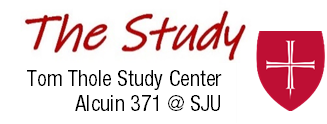 The Study
Tom Thole Study Center
Alcuin 371 @ SJU